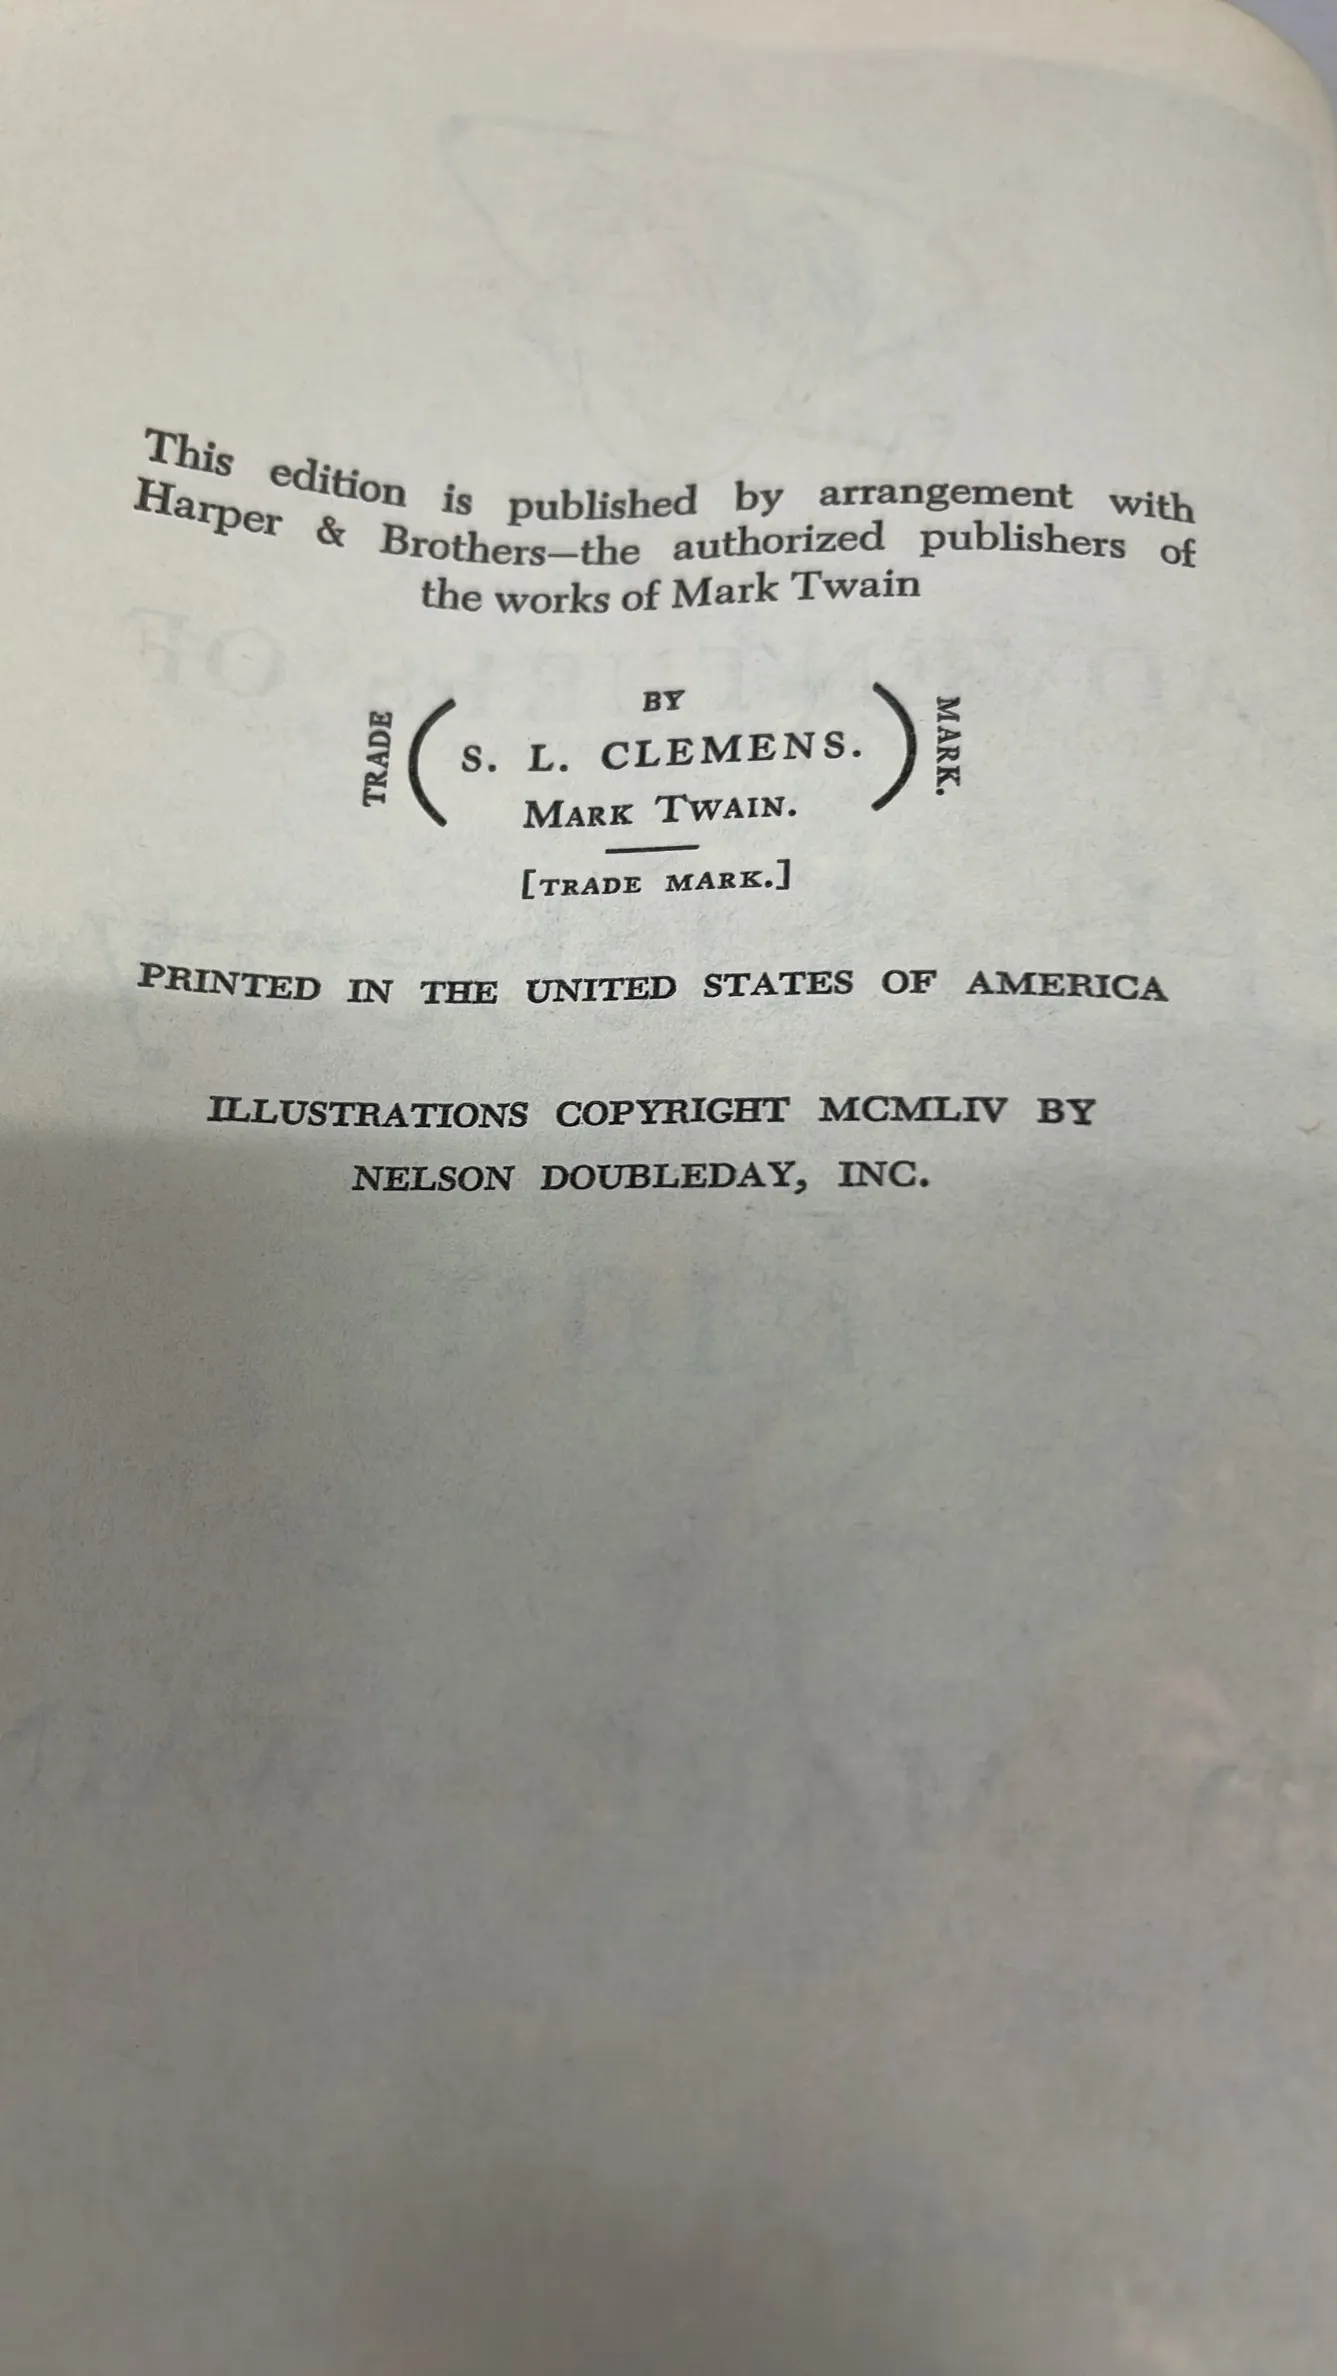 This edition is published by arrangement with
Harper & Brothers—the authorized publishers of
the works of Mark Twain
TRADE
BY
S. L. CLEMENS.
MARK TWAIN.
MARK.
[TRADE MARK.]
PRINTED IN THE UNITED STATES OF AMERICA
ILLUSTRATIONS COPYRIGHT MCMLIV BY
NELSON DOUBLEDAY, INC.